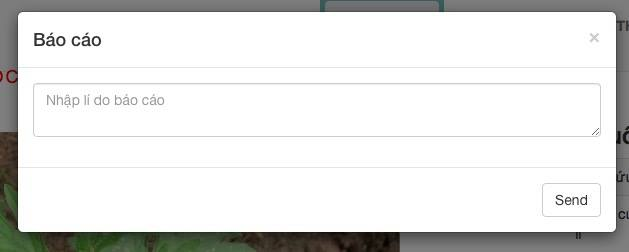 Báo cáo
×
Nhập lí do báo cáo
Send